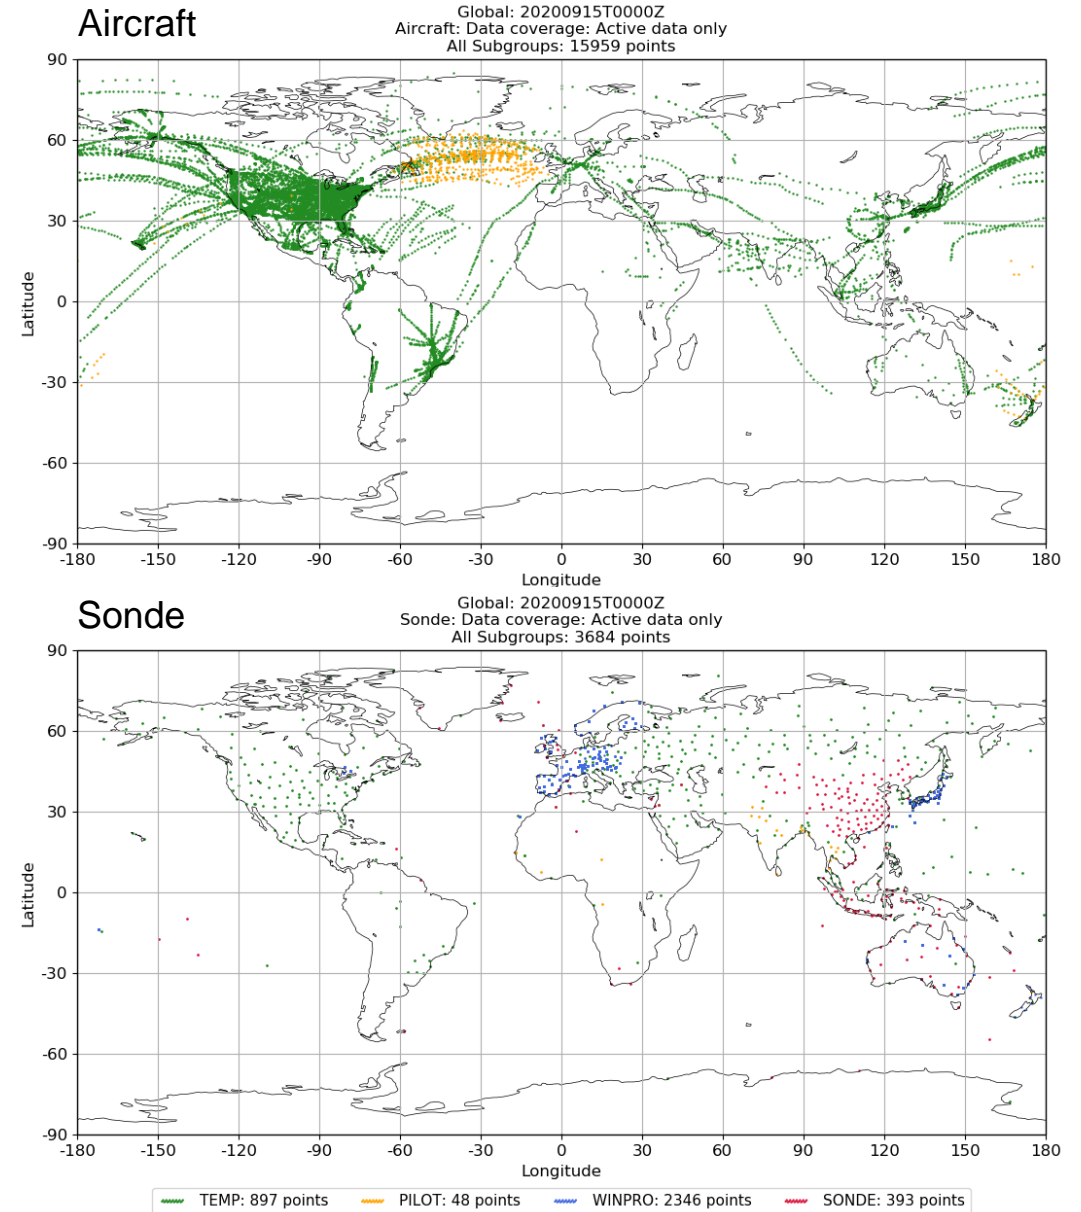 Aircraft
Global: 20200915T0000Z
Aircraft: Data coverage: Active data only
All Subgroups: 15959 points
90
60
30
0
-30
-60
-90
Latitude
-180 -150 -120 -90 -60 -30 0 30 60 90 120 150 180
Longitude
Sonde
Global: 20200915T0000Z
Sonde: Data coverage: Active data only
All Subgroups: 3684 points
90
60
30
0
-30
-60
-90
Latitude
-180 -150 -120 -90 -60 -30 0 30 60 90 120 150 180
Longitude
TEMP: 897 points PILOT: 48 points WINPRO: 2346 points SONDE: 393 points